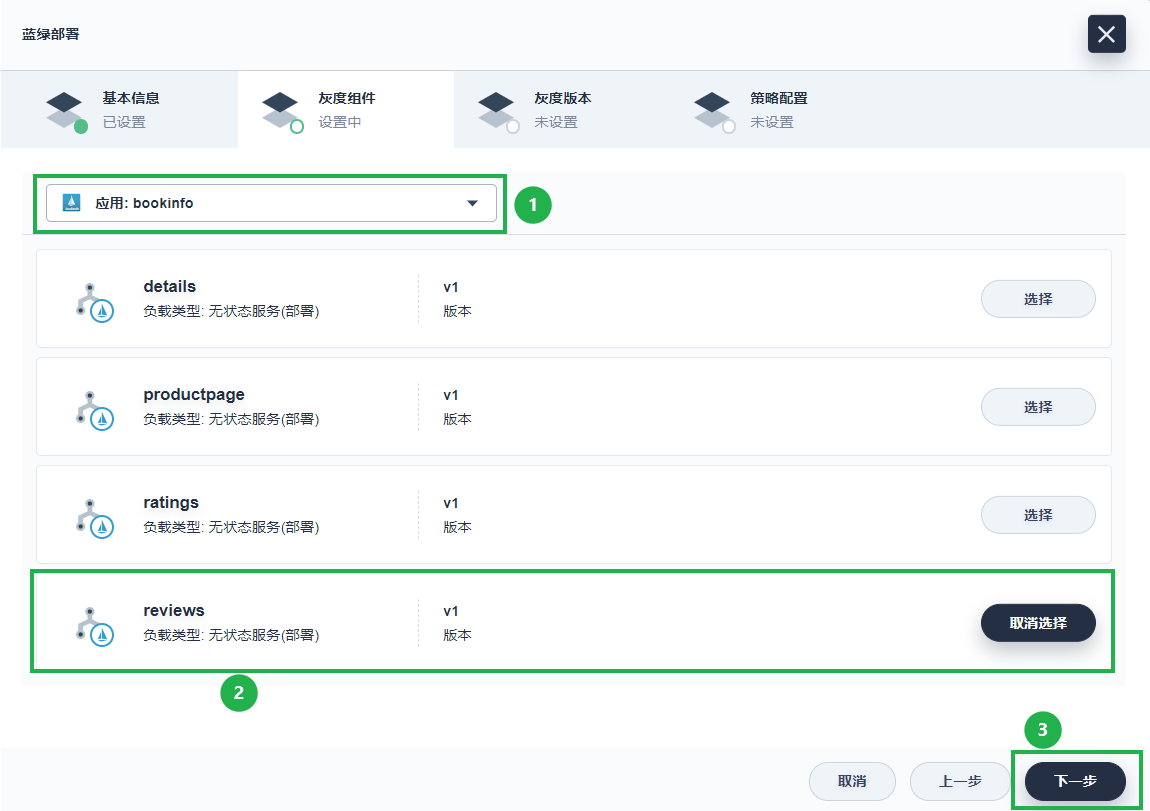 蓝绿部署
基本信息
已设置
灰度组件
设置中
灰度版本
未设置
策略配置
未设置
应用: bookinfo
1
details
负载类型: 无状态服务(部署)
v1
版本
选择
productpage
负载类型: 无状态服务(部署)
v1
版本
选择
ratings
负载类型: 无状态服务(部署)
v1
版本
选择
reviews
负载类型: 无状态服务(部署)
v1
版本
取消选择
2
3
取消
上一步
下一步